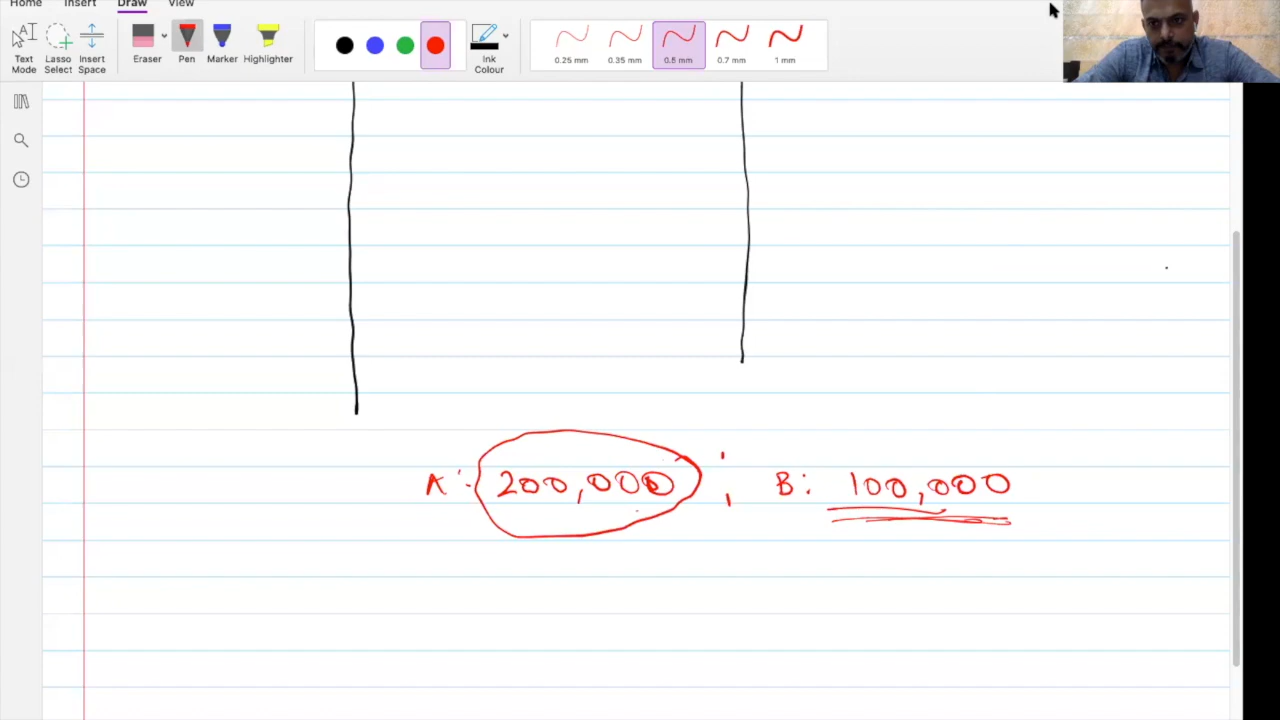 Home Insert Draw View
Text Mode Lasso Select Insert Space Eraser Pen Marker Highlighter Ink Colour 0.25 mm 0.35 mm 0.5 mm 0.7 mm 1 mm
A: 200,000 ; B: 100,000